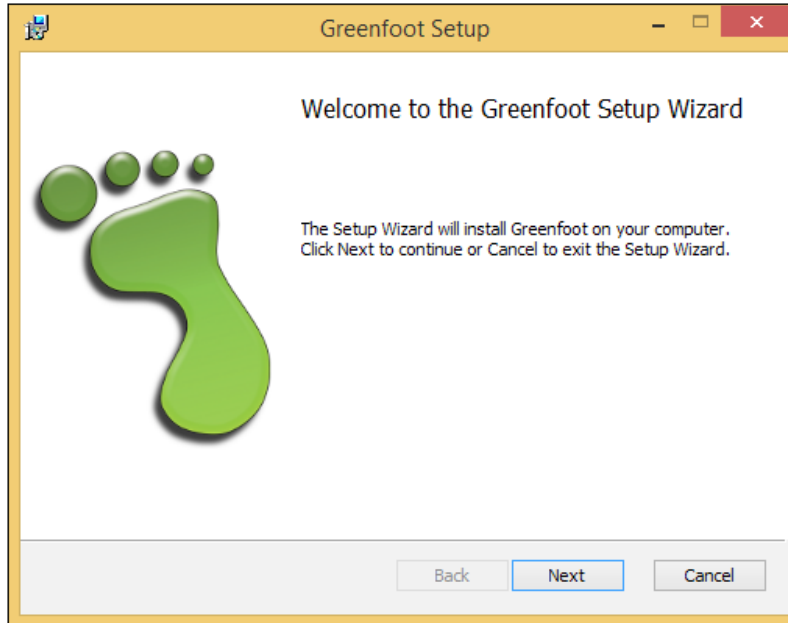 Greenfoot Setup
Welcome to the Greenfoot Setup Wizard
The Setup Wizard will install Greenfoot on your computer.
Click Next to continue or Cancel to exit the Setup Wizard.
Back
Next
Cancel